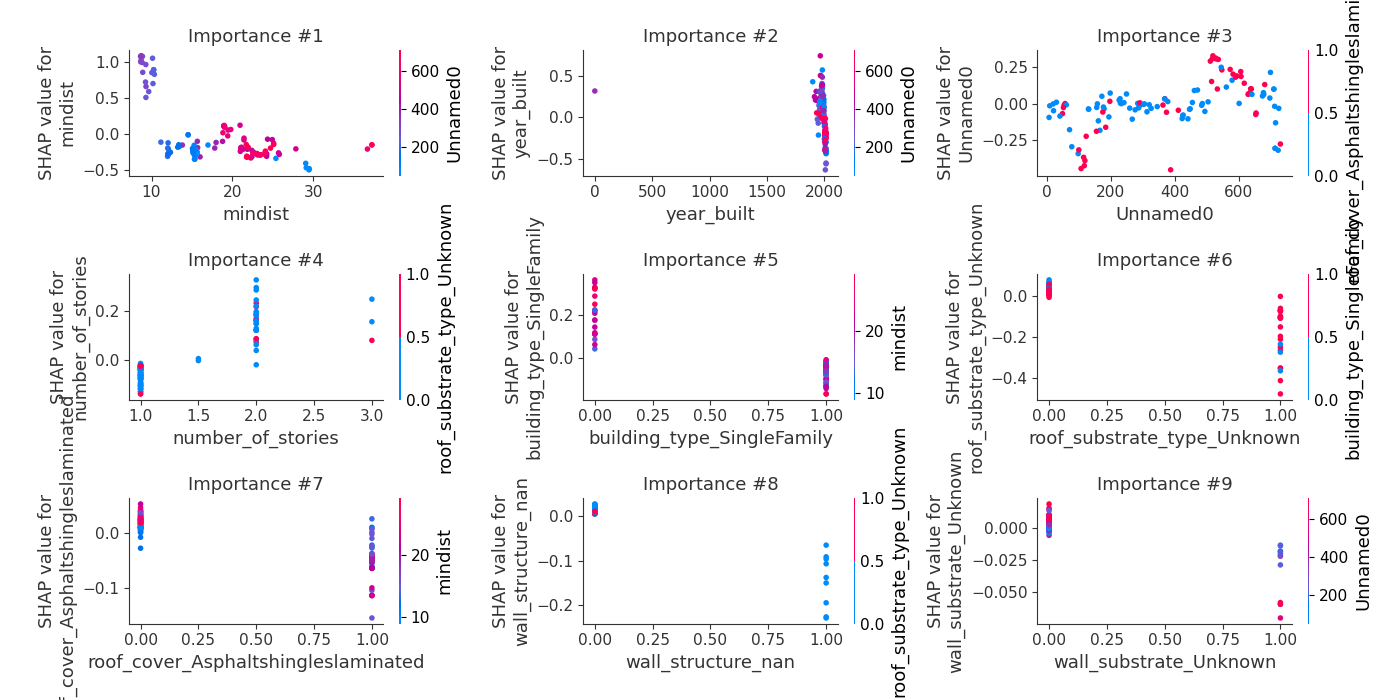 Importance #1
SHAP value for
mindist
1.0
0.5
0.0
−0.5
10
20
30
mindist
600
400
200
Unnamed0
Importance #2
SHAP value for
year_built
0.5
0.0
−0.5
0
500
1000
1500
2000
year_built
600
400
200
Unnamed0
Importance #3
SHAP value for
Unnamed0
0.25
0.00
−0.25
0
200
400
600
Unnamed0
1.0
0.5
0.0
Importance #4
SHAP value for
number_of_stories
0.2
0.0
1.0
1.5
2.0
2.5
3.0
number_of_stories
1.0
0.5
0.0
roof_substrate_type_Unknown
Importance #5
SHAP value for
building_type_SingleFamily
0.2
0.0
0.00
0.25
0.50
0.75
1.00
building_type_SingleFamily
20
10
mindist
Importance #6
SHAP value for
roof_substrate_type_Unknown
0.0
−0.2
−0.4
0.00
0.25
0.50
0.75
1.00
roof_substrate_type_Unknown
1.0
0.5
0.0
building_type_SingleFamily
Importance #7
SHAP value for
f_cover_Asphaltshingleslaminated
0.0
−0.1
0.00
0.25
0.50
0.75
1.00
roof_cover_Asphaltshingleslaminated
20
10
mindist
Importance #8
SHAP value for
wall_structure_nan
0.0
−0.1
−0.2
0.00
0.25
0.50
0.75
1.00
wall_structure_nan
1.0
0.5
0.0
roof_substrate_type_Unknown
Importance #9
SHAP value for
wall_substrate_Unknown
0.000
−0.025
−0.050
0.00
0.25
0.50
0.75
1.00
wall_substrate_Unknown
600
400
200
Unnamed0